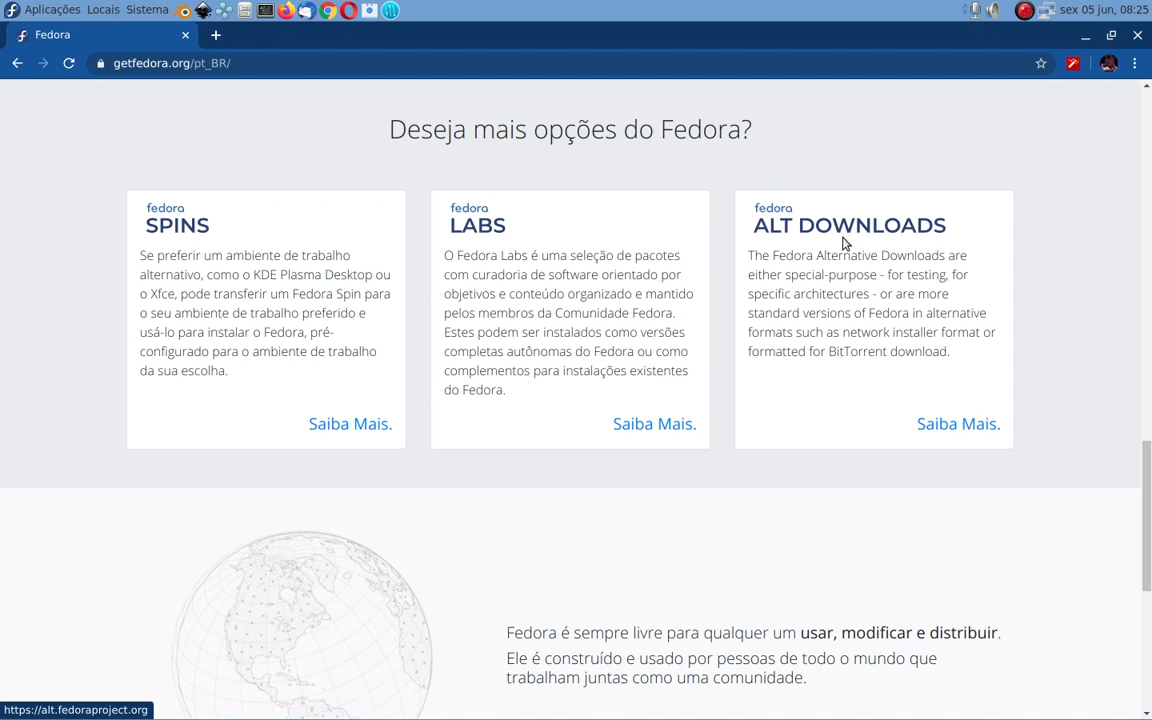 Aplicações Locais Sistema
sex 05 jun, 08:25
Fedora
getfedora.org/pt_BR/
Deseja mais opções do Fedora?
fedora
SPINS
Se preferir um ambiente de trabalho
alternativo, como o KDE Plasma Desktop ou
o Xfce, pode transferir um Fedora Spin para
o seu ambiente de trabalho preferido e
usá-lo para instalar o Fedora, pré-
configurado para o ambiente de trabalho
da sua escolha.
Saiba Mais.
fedora
LABS
O Fedora Labs é uma seleção de pacotes
com curadoria de software orientado por
objetivos e conteúdo organizado e mantido
pelos membros da Comunidade Fedora.
Estes podem ser instalados como versões
completas autônomas do Fedora ou como
complementos para instalações existentes
do Fedora.
Saiba Mais.
fedora
ALT DOWNLOADS
The Fedora Alternative Downloads are
either special-purpose - for testing, for
specific architectures - or are more
standard versions of Fedora in alternative
formats such as network installer format or
formatted for BitTorrent download.
Saiba Mais.
Fedora é sempre livre para qualquer um usar, modificar e distribuir.
Ele é construído e usado por pessoas de todo o mundo que
trabalham juntas como uma comunidade.
https://alt.fedoraproject.org